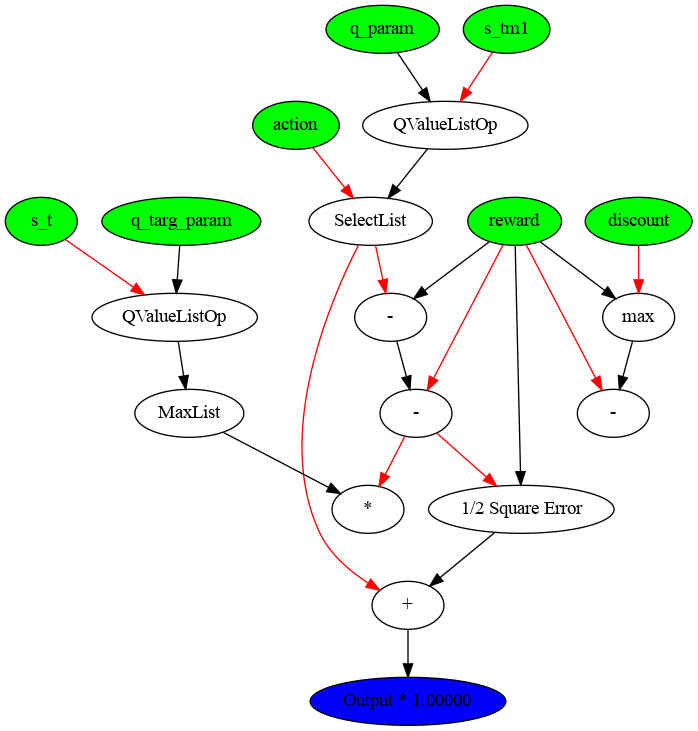 q_param
s_tm1
action
QValueListOp
s_t
q_targ_param
SelectList
reward
discount
QValueListOp
-
max
MaxList
-
-
*
1/2 Square Error
+
Output * 1.00000